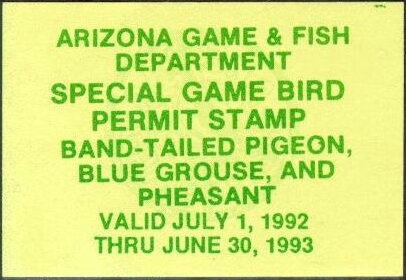 ARIZONA GAME & FISH
DEPARTMENT
SPECIAL GAME BIRD
PERMIT STAMP
BAND-TAILED PIGEON,
BLUE GROUSE, AND
PHEASANT
VALID JULY 1, 1992
THRU JUNE 30, 1993